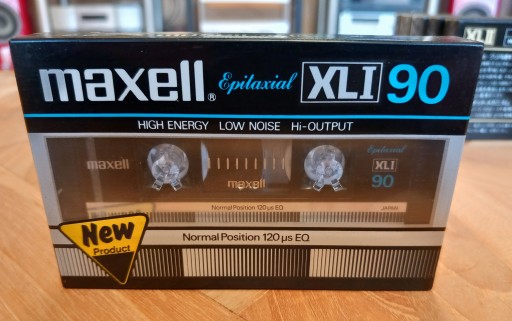 maxell® Epitaxial XLI 90
HIGH ENERGY LOW NOISE Hi-OUTPUT
Epitaxial
maxell XLI
maxell 90
Normal Position 120 µs EQ JAPAN
New
Product
Normal Position 120 µs EQ